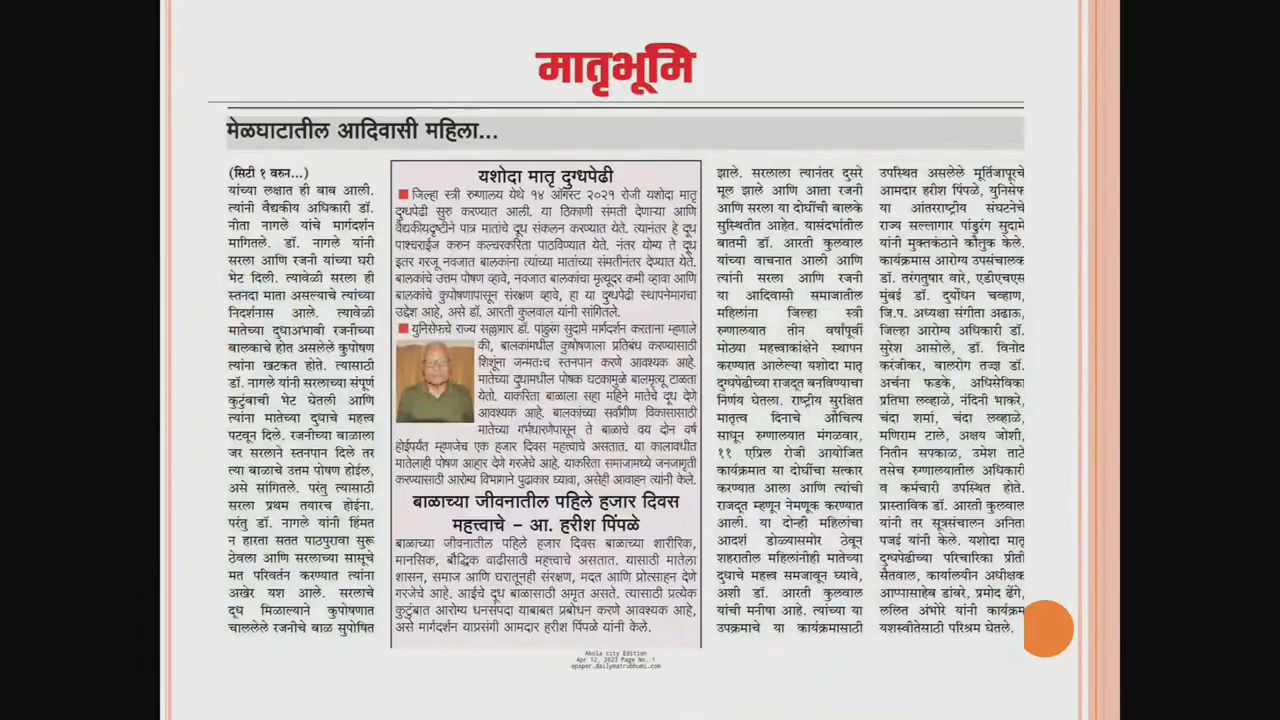 मातृभूमि
मेळघाटातील आदिवासी महिला...
(सिटी १ वरुन...)
यांच्या लक्षात ही बाब आली.
त्यांनी वैद्यकीय अधिकारी डॉ.
नीता नागले यांचे मार्गदर्शन
मागितले. डॉ. नागले यांनी
सरला आणि रजनी यांच्या घरी
भेट दिली. त्यावेळी सरला ही
स्तनदा माता असल्याचे त्यांच्या
निदर्शनास आले. त्यावेळी
मातेच्या दुधाअभावी रजनीच्या
बालकाचे होत असलेले कुपोषण
त्यांना खटकत होते. त्यासाठी
डॉ. नागले यांनी सरलाच्या संपूर्ण
कुटुंबाची भेट घेतली आणि
त्यांना मातेच्या दुधाचे महत्त्व
पटवून दिले. रजनीच्या बाळाला
जर सरलाने स्तनपान दिले तर
त्या बाळाचे उत्तम पोषण होईल,
असे सांगितले. परंतु त्यासाठी
सरला प्रथम तयारच होईना.
परंतु डॉ. नागले यांनी हिंमत
न हारता सतत पाठपुरावा सुरू
ठेवला आणि सरलाच्या सासूचे
मत परिवर्तन करण्यात त्यांना
अखेर यश आले. सरलाचे
दूध मिळाल्याने कुपोषणात
चाललेले रजनीचे बाळ सुपोषित
यशोदा मातृ दुग्धपेढी
जिल्हा स्त्री रुग्णालय येथे १४ ऑगस्ट २०२१ रोजी यशोदा मातृ
दुग्धपेढी सुरु करण्यात आली. या ठिकाणी संमती देणाऱ्या आणि
वैद्यकीयदृष्टीने पात्र मातांचे दूध संकलन करण्यात येते. त्यानंतर हे दूध
पाश्चराईज करुन कल्चरकरिता पाठविण्यात येते. नंतर योग्य ते दूध
इतर गरजू नवजात बालकांना त्यांच्या मातांच्या संमतीनंतर देण्यात येते.
बालकांचे उत्तम पोषण व्हावे, नवजात बालकांचा मृत्यूदर कमी व्हावा आणि
बालकांचे कुपोषणापासून संरक्षण व्हावे, हा या दुग्धपेढी स्थापनेमागचा
उद्देश आहे, असे डॉ. आरती कुलवाल यांनी सांगितले.
युनिसेफचे राज्य सल्लागार डॉ. पांडुरंग सुदामे मार्गदर्शन करताना म्हणाले
की, बालकांमधील कुषोषणाला प्रतिबंध करण्यासाठी
शिशूंना जन्मतःच स्तनपान करणे आवश्यक आहे.
मातेच्या दुधामधील पोषक घटकामुळे बालमृत्यू टाळता
येतो. याकरिता बाळाला सहा महिने मातेचे दूध देणे
आवश्यक आहे. बालकांच्या सर्वांगीण विकासासाठी
मातेच्या गर्भधारणेपासून ते बाळाचे वय दोन वर्ष
होईपर्यंत म्हणजेच एक हजार दिवस महत्त्वाचे असतात. या कालावधीत
मातेलाही पोषण आहार देणे गरजेचे आहे. याकरिता समाजामध्ये जनजागृती
करण्यासाठी आरोग्य विभागाने पुढाकार घ्यावा, असेही आवाहन त्यांनी केले.
बाळाच्या जीवनातील पहिले हजार दिवस
महत्त्वाचे – आ. हरीश पिंपळे
बाळाच्या जीवनातील पहिले हजार दिवस बाळाच्या शारीरिक,
मानसिक, बौद्धिक वाढीसाठी महत्त्वाचे असतात. यासाठी मातेला
शासन, समाज आणि घरातूनही संरक्षण, मदत आणि प्रोत्साहन देणे
गरजेचे आहे. आईचे दूध बाळासाठी अमृत असते. त्यासाठी प्रत्येक
कुटुंबात आरोग्य धनसंपदा याबाबत प्रबोधन करणे आवश्यक आहे,
असे मार्गदर्शन याप्रसंगी आमदार हरीश पिंपळे यांनी केले.
झाले. सरलाला त्यानंतर दुसरे
मूल झाले आणि आता रजनी
आणि सरला या दोघींची बालके
सुस्थितीत आहेत. यासंदर्भातील
बातमी डॉ. आरती कुलवाल
यांच्या वाचनात आली आणि
त्यांनी सरला आणि रजनी
या आदिवासी समाजातील
महिलांना जिल्हा स्त्री
रुग्णालयात तीन वर्षांपूर्वी
मोठ्या महत्त्वाकांक्षेने स्थापन
करण्यात आलेल्या यशोदा मातृ
दुग्धपेढीच्या राजदूत बनविण्याचा
निर्णय घेतला. राष्ट्रीय सुरक्षित
मातृत्व दिनाचे औचित्य
साधून रुग्णालयात मंगळवार,
११ एप्रिल रोजी आयोजित
कार्यक्रमात या दोघींचा सत्कार
करण्यात आला आणि त्यांची
राजदूत म्हणून नेमणूक करण्यात
आली. या दोन्ही महिलांचा
आदर्श डोळ्यासमोर ठेवून
शहरातील महिलांनीही मातेच्या
दुधाचे महत्त्व समजावून घ्यावे,
अशी डॉ. आरती कुलवाल
यांची मनीषा आहे. त्यांच्या या
उपक्रमाचे या कार्यक्रमासाठी
उपस्थित असलेले मूर्तिजापूरचे
आमदार हरीश पिंपळे, युनिसेफ
या आंतरराष्ट्रीय संघटनेचे
राज्य सल्लागार पांडुरंग सुदामे
यांनी मुक्तकंठाने कौतुक केले.
कार्यक्रमास आरोग्य उपसंचालक
डॉ. तरंगतुषार वारे, एडीएचएस
मुंबई डॉ. दुर्योधन चव्हाण,
जि.प. अध्यक्षा संगीता अढाऊ,
जिल्हा आरोग्य अधिकारी डॉ.
सुरेश आसोले, डॉ. विनोद
करंजीकर, बालरोग तज्ज्ञ डॉ.
अर्चना फडके, अधिसेविका
प्रतिभा लव्हाळे, नंदिनी भाकरे,
चंदा शर्मा, चंदा लव्हाळे,
मणिराम टाले, अक्षय जोशी,
नितीन सपकाळ, उमेश ताठे
तसेच रुग्णालयातील अधिकारी
व कर्मचारी उपस्थित होते.
प्रास्ताविक डॉ. आरती कुलवाल
यांनी तर सूत्रसंचालन अनिता
पजई यांनी केले. यशोदा मातृ
दुग्धपेढीच्या परिचारिका प्रीती
सैतवाल, कार्यालयीन अधीक्षक
आप्पासाहेब डांबरे, प्रमोद ढेंगे,
ललित अंभोरे यांनी कार्यक्रम
यशस्वीतेसाठी परिश्रम घेतले.
Akola city Edition
Apr 12, 2023 Page No. 1
epaper.dailymatrubhumi.com